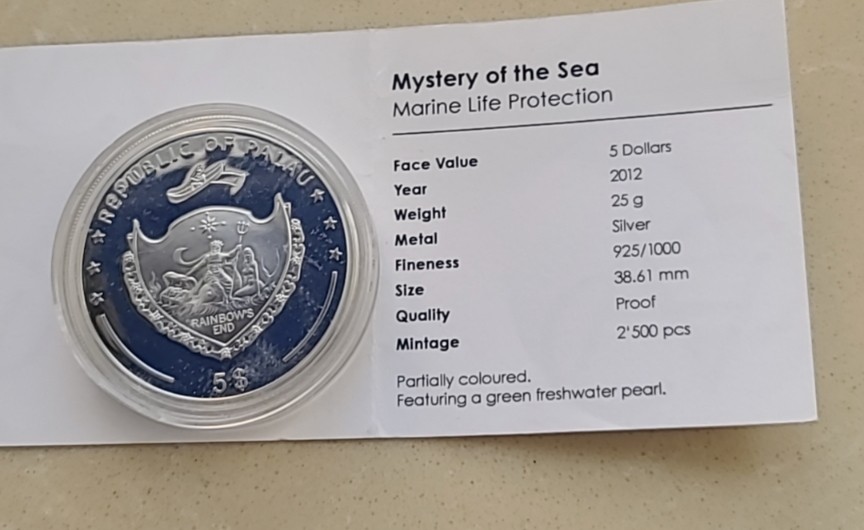 REPUBLIC OF PALAU
RAINBOW'S
END
5$
Mystery of the Sea
Marine Life Protection
Face Value 5 Dollars
Year 2012
Weight 25 g
Metal Silver
Fineness 925/1000
Size 38.61 mm
Quality Proof
Mintage 2'500 pcs
Partially coloured.
Featuring a green freshwater pearl.